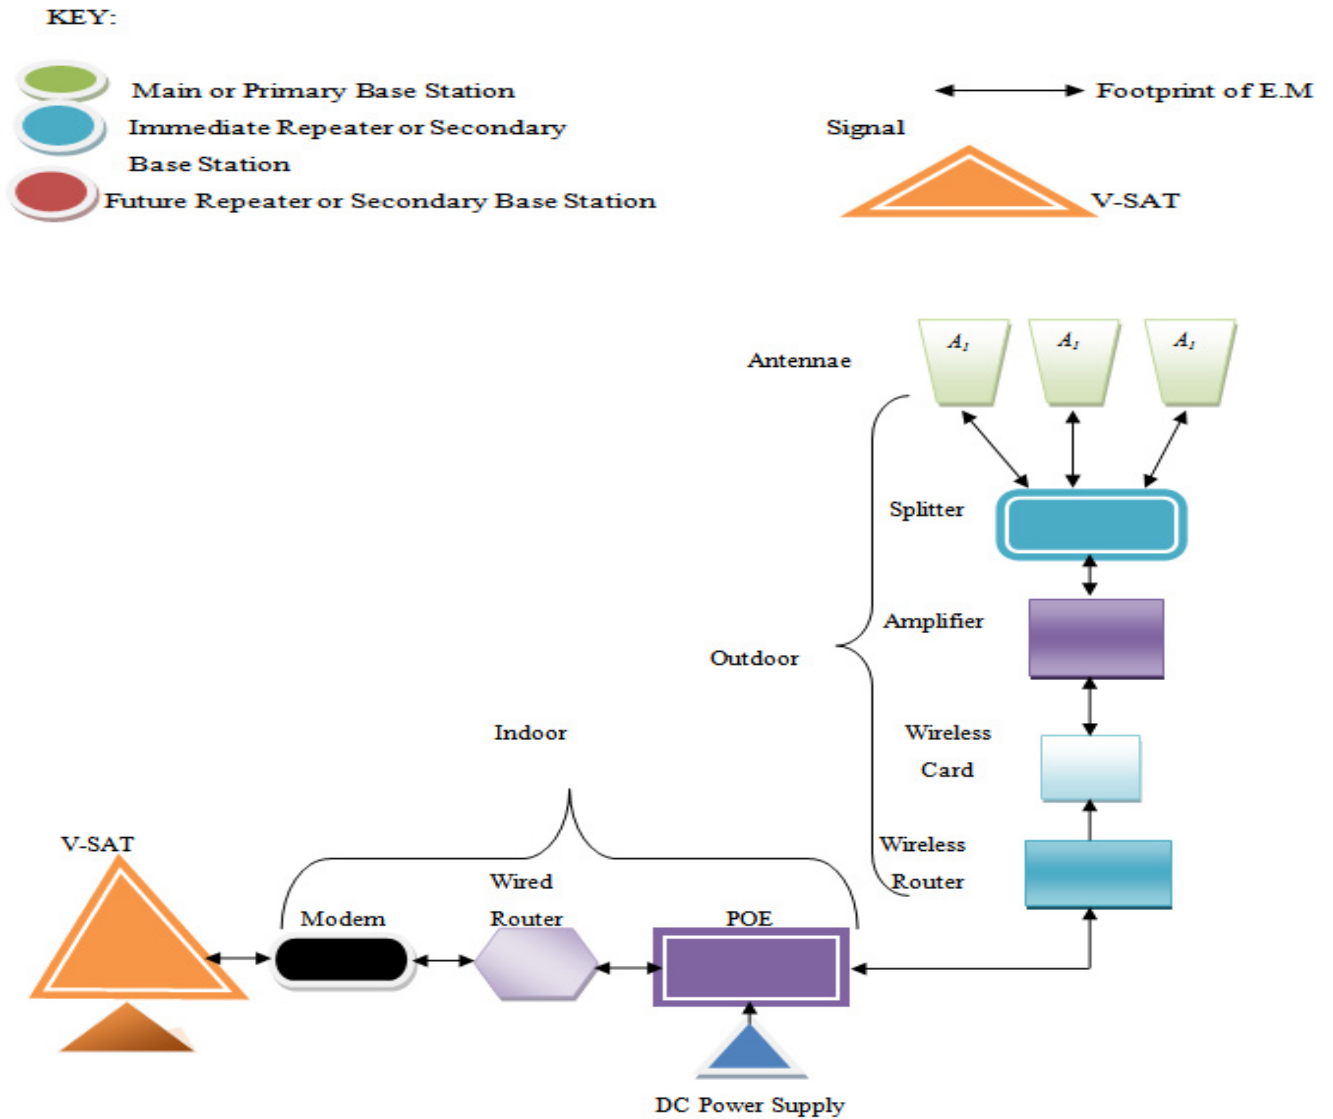 KEY:
Main or Primary Base Station
Immediate Repeater or Secondary
Base Station
Future Repeater or Secondary Base Station
Footprint of E.M
Signal
V-SAT
Antennae
A₁ A₁ A₁
Splitter
Amplifier
Outdoor
Wireless
Card
Wireless
Router
Indoor
V-SAT
Modem
Wired
Router
POE
DC Power Supply